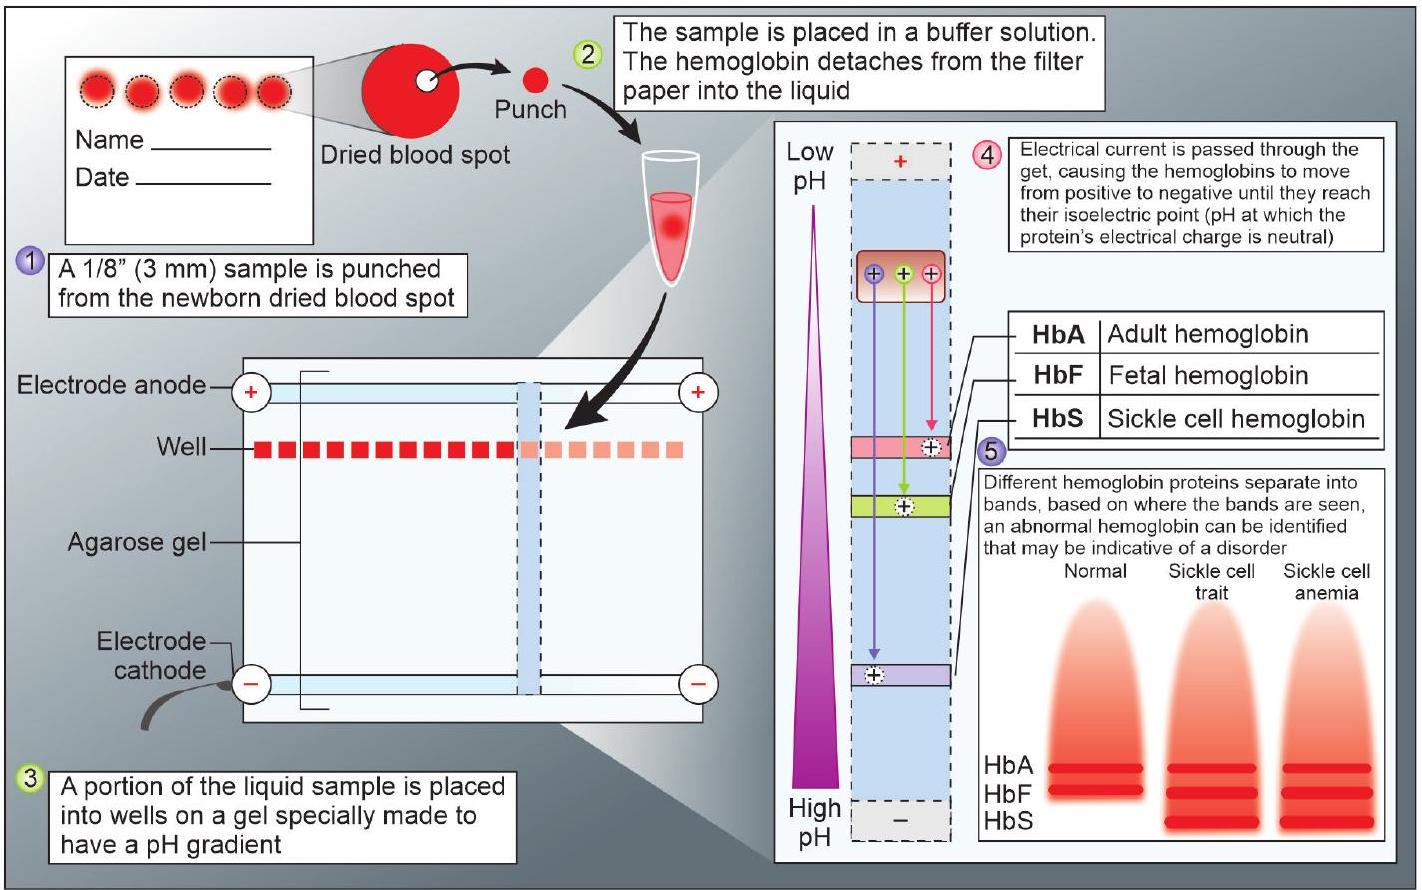 Name
Date
Dried blood spot
Punch
1
A 1/8” (3 mm) sample is punched
from the newborn dried blood spot
2
The sample is placed in a buffer solution.
The hemoglobin detaches from the filter
paper into the liquid
Electrode anode
+
+
Well
Agarose gel
Electrode
cathode
−
−
3
A portion of the liquid sample is placed
into wells on a gel specially made to
have a pH gradient
Low
pH
+
+ + +
+
+
+
High
pH
−
4
Electrical current is passed through the
get, causing the hemoglobins to move
from positive to negative until they reach
their isoelectric point (pH at which the
protein’s electrical charge is neutral)
HbA Adult hemoglobin
HbF Fetal hemoglobin
HbS Sickle cell hemoglobin
5
Different hemoglobin proteins separate into
bands, based on where the bands are seen,
an abnormal hemoglobin can be identified
that may be indicative of a disorder
Normal
Sickle cell
trait
Sickle cell
anemia
HbA
HbF
HbS